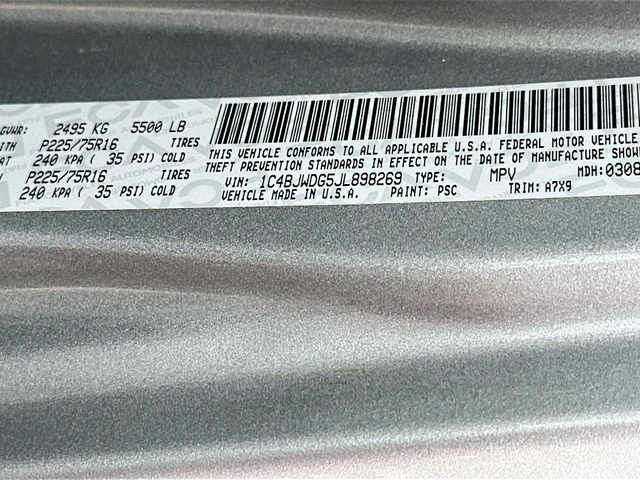 GVWR: 2495 KG 5500 LB
P225/75R16 TIRES
240 KPA ( 35 PSI) COLD
P225/75R16 TIRES
240 KPA ( 35 PSI) COLD
THIS VEHICLE CONFORMS TO ALL APPLICABLE U.S.A. FEDERAL MOTOR VEHICLE
THEFT PREVENTION STANDARDS IN EFFECT ON THE DATE OF MANUFACTURE SHOWN
VIN: 1C4BJWDG5JL898269 TYPE: MPV MDH: 0308
VEHICLE MADE IN U.S.A. PAINT: PSC TRIM: A7X9